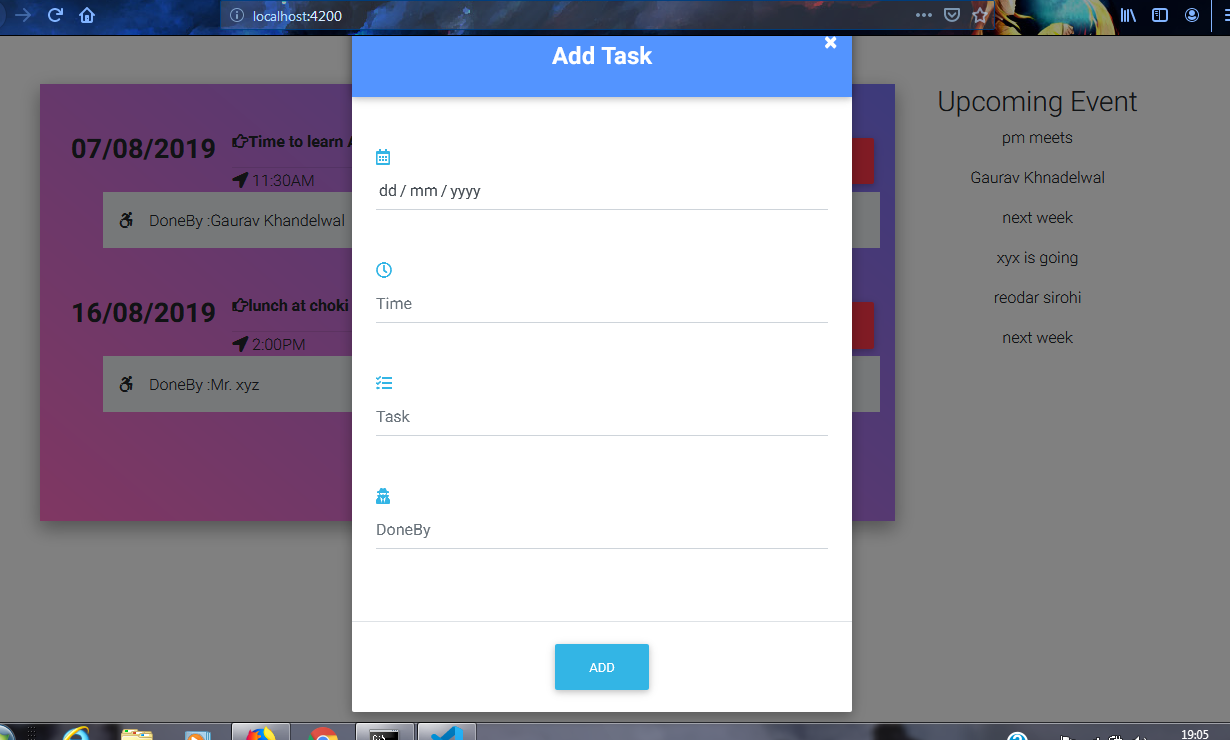 localhost:4200
Add Task
07/08/2019
Time to learn
11:30AM
DoneBy :Gaurav Khandelwal
16/08/2019
lunch at choki
2:00PM
DoneBy :Mr. xyz
dd / mm / yyyy
Time
Task
DoneBy
ADD
Upcoming Event
pm meets
Gaurav Khnadelwal
next week
xyx is going
reodar sirohi
next week
19:05